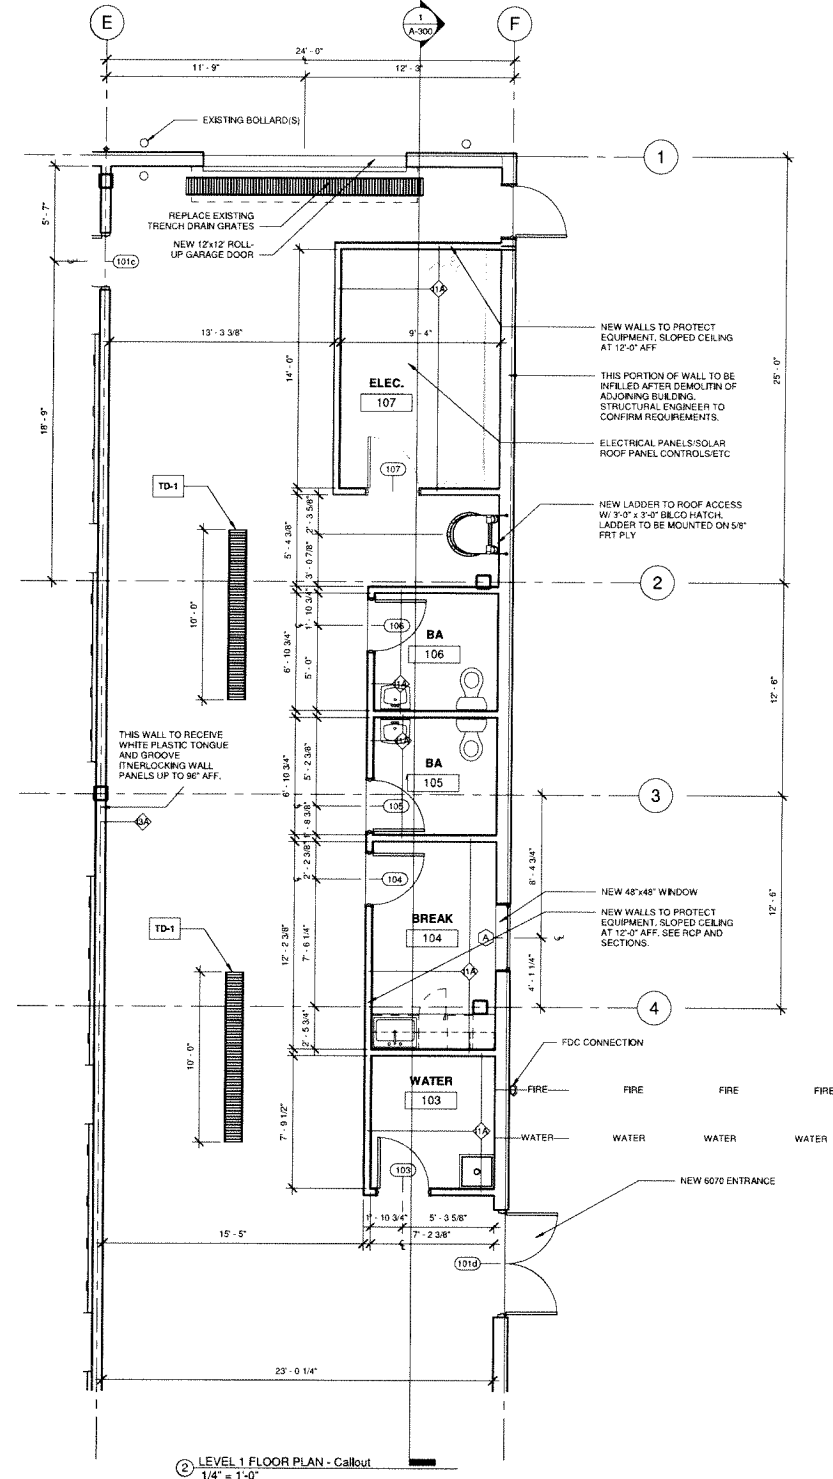 E
1
A-300
F
24' - 0"
11' - 9"
12' - 3"
EXISTING BOLLARD(S)
1
5' - 7"
REPLACE EXISTING
TRENCH DRAIN GRATES
NEW 12'x12' ROLL-
UP GARAGE DOOR
101c
11A
NEW WALLS TO PROTECT
EQUIPMENT, SLOPED CEILING
AT 12'-0" AFF
13' - 3 3/8"
9' - 4"
14' - 0"
25' - 0"
THIS PORTION OF WALL TO BE
INFILLED AFTER DEMOLITIN OF
ADJOINING BUILDING.
STRUCTURAL ENGINEER TO
CONFIRM REQUIREMENTS.
ELEC.
107
18' - 9"
ELECTRICAL PANELS/SOLAR
ROOF PANEL CONTROLS/ETC
107
TD-1
NEW LADDER TO ROOF ACCESS
W/ 3'-0" x 3'-0" BILCO HATCH.
LADDER TO BE MOUNTED ON 5/8"
FRT PLY
5' - 4 3/8"
2' - 3 5/8"
3' - 0 7/8"
2
10' - 0"
1' - 10 3/4"
106
BA
106
6' - 10 3/4"
5' - 0"
11A
12' - 6"
THIS WALL TO RECEIVE
WHITE PLASTIC TONGUE
AND GROOVE
ITNERLOCKING WALL
PANELS UP TO 96" AFF.
11A
BA
105
6' - 10 3/4"
5' - 2 3/8"
3
105
1' - 8 3/8"
13A
2' - 2 3/8"
104
8' - 4 3/4"
NEW 48"x48" WINDOW
BREAK
104
A
NEW WALLS TO PROTECT
EQUIPMENT, SLOPED CEILING
AT 12'-0" AFF. SEE RCP AND
SECTIONS.
12' - 6"
TD-1
12' - 2 3/8"
7' - 6 1/4"
11A
4' - 1 1/4"
4
2' - 5 3/4"
10' - 0"
FDC CONNECTION
WATER
103
FIRE
FIRE
FIRE
FIRE
7' - 9 1/2"
11A
WATER
WATER
WATER
WATER
103
NEW 6070 ENTRANCE
1' - 10 3/4"
5' - 3 5/8"
15' - 5"
7' - 2 3/8"
101d
23' - 0 1/4"
2
LEVEL 1 FLOOR PLAN - Callout
1/4" = 1'-0"